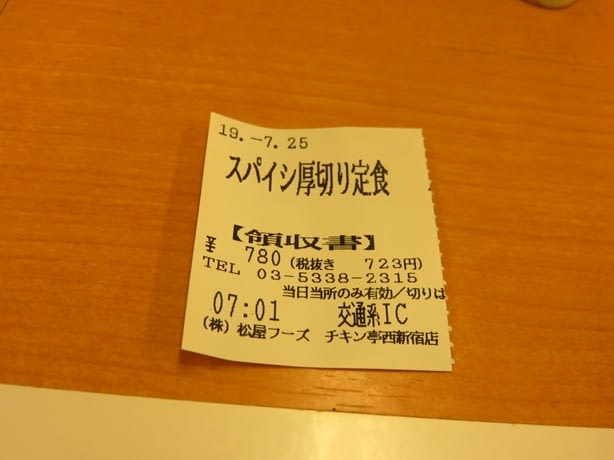 19.-7.25
スパイシ厚切り定食
【領収書】
¥ 780(税抜き 723円)
TEL 03-5338-2315
当日当所のみ有効/切りは
07:01 交通系IC
(株)松屋フーズ チキン亭西新宿店